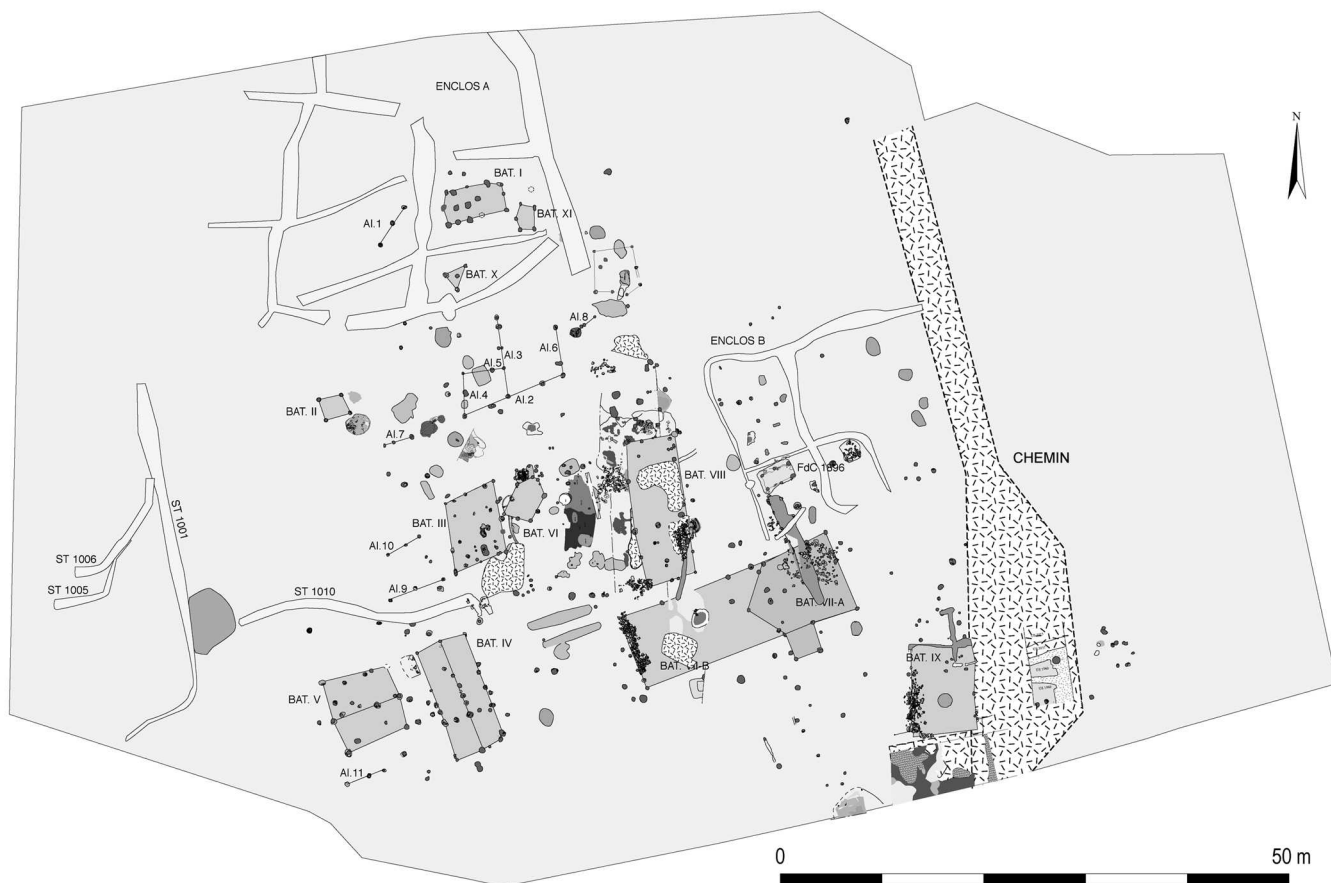 ENCLOS A
N
BAT. I
BAT. XI
Al.1
BAT. X
Al.8
Al.3
Al.6
ENCLOS B
Al.5
Al.4
Al.2
BAT. II
Al.7
CHEMIN
FdC 1896
BAT. VIII
BAT. III
BAT. VI
ST 1001
Al.10
ST 1006
Al.9
ST 1005
ST 1010
BAT. VII-A
BAT. IV
BAT. IX
BAT. V
Al.11
0
50 m